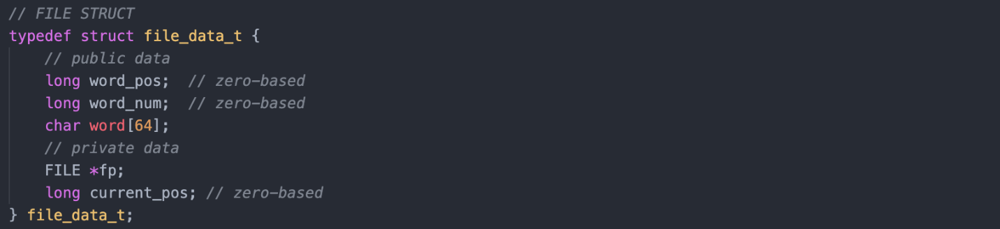 // FILE STRUCT
typedef struct file_data_t {
    // public data
    long word_pos;  // zero-based
    long word_num;  // zero-based
    char word[64];
    // private data
    FILE *fp;
    long current_pos; // zero-based
} file_data_t;